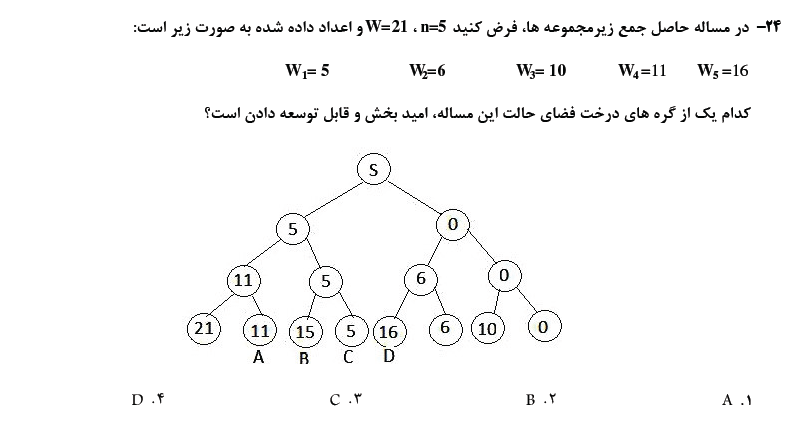 ۲۴- در مساله حاصل جمع زیرمجموعه ها، فرض کنید n=5 ، W=21 و اعداد داده شده به صورت زیر است:
W1= 5 W2=6 W3= 10 W4 =11 W5 =16
کدام یک از گره های درخت فضای حالت این مساله، امید بخش و قابل توسعه دادن است؟
S
5 0
11 5 6 0
21 11 15 5 16 6 10 0
A B C D
۱. A ۲. B ۳. C ۴. D